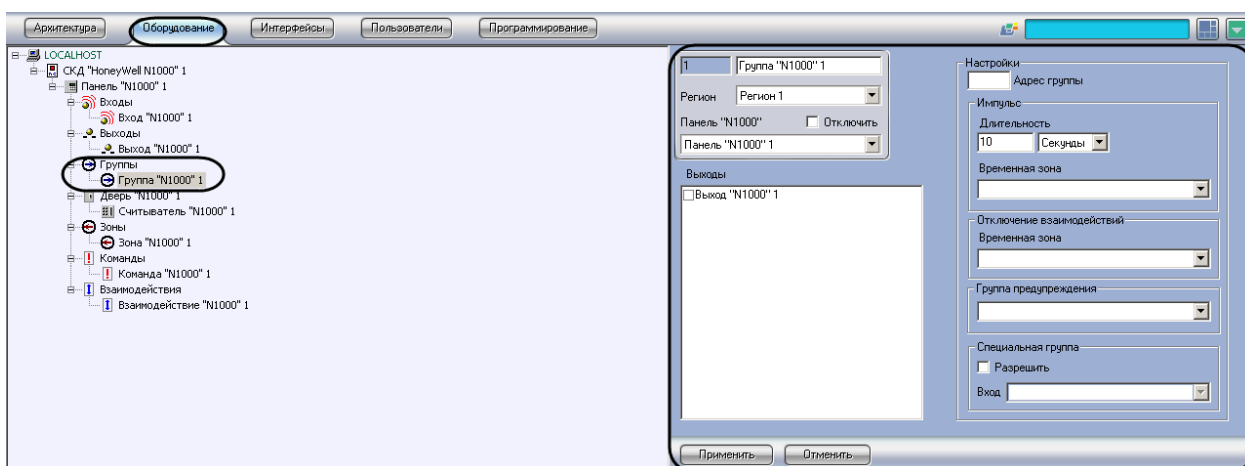 Архитектура Оборудование Интерфейсы Пользователи Программирование
LOCALHOST
СКД "HoneyWell N1000" 1
Панель "N1000" 1
Входы
Вход "N1000" 1
Выходы
Выход "N1000" 1
Группы
Группа "N1000" 1
Дверь "N1000" 1
Считыватель "N1000" 1
Зоны
Зона "N1000" 1
Команды
Команда "N1000" 1
Взаимодействия
Взаимодействие "N1000" 1
1 Группа "N1000" 1
Регион Регион 1
Панель "N1000" Отключить
Панель "N1000" 1
Выходы
Выход "N1000" 1
Настройки
Адрес группы
Импульс
Длительность
10 Секунды
Временная зона
Отключение взаимодействий
Временная зона
Группа предупреждения
Специальная группа
Разрешить
Вход
Применить Отменить